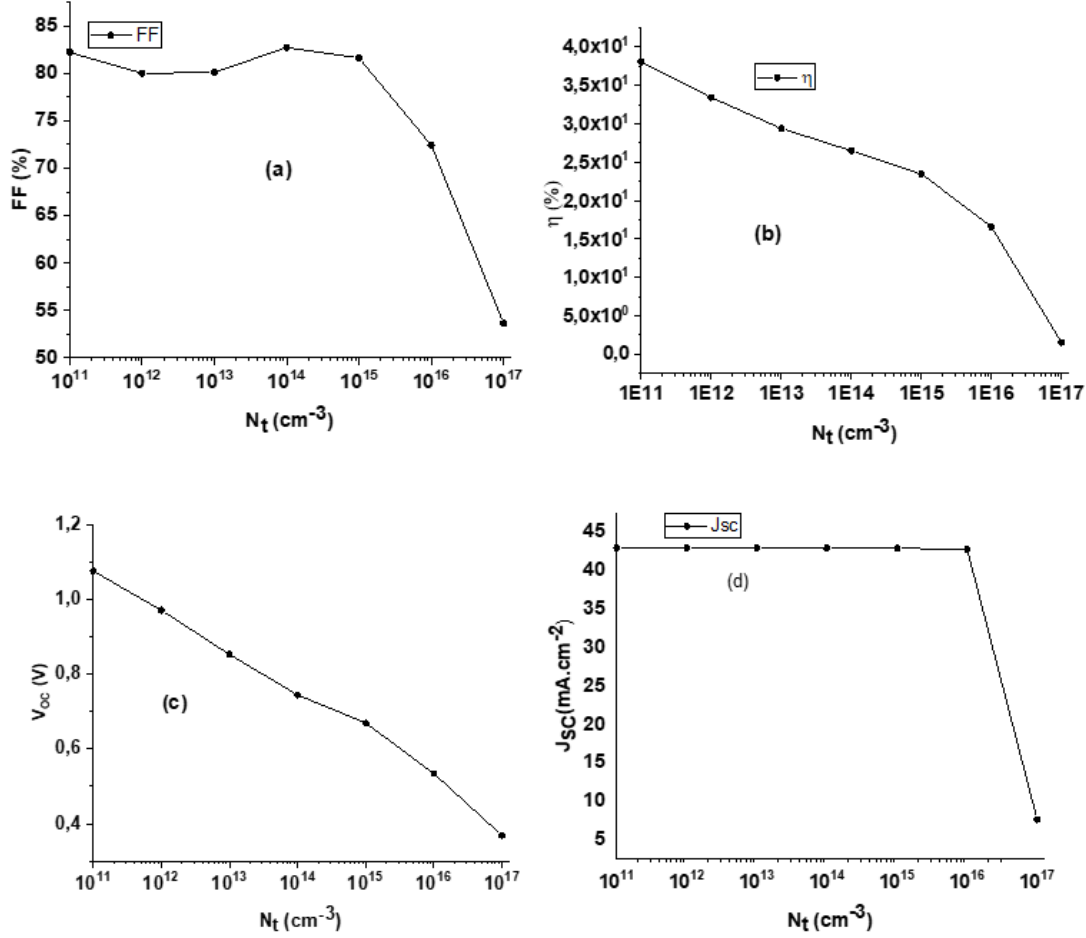 85
80
75
70
65
60
55
50
FF (%)
FF
(a)
10¹¹ 10¹² 10¹³ 10¹⁴ 10¹⁵ 10¹⁶ 10¹⁷
Nt (cm⁻³)
4,0x10¹
3,5x10¹
3,0x10¹
2,5x10¹
2,0x10¹
1,5x10¹
1,0x10¹
5,0x10⁰
0,0
η (%)
η
(b)
1E11 1E12 1E13 1E14 1E15 1E16 1E17
Nt (cm⁻³)
1,2
1,0
0,8
0,6
0,4
Voc (V)
(c)
10¹¹ 10¹² 10¹³ 10¹⁴ 10¹⁵ 10¹⁶ 10¹⁷
Nt (cm⁻³)
45
40
35
30
25
20
15
10
5
JSC(mA.cm⁻²)
Jsc
(d)
10¹¹ 10¹² 10¹³ 10¹⁴ 10¹⁵ 10¹⁶ 10¹⁷
Nt (cm⁻³)